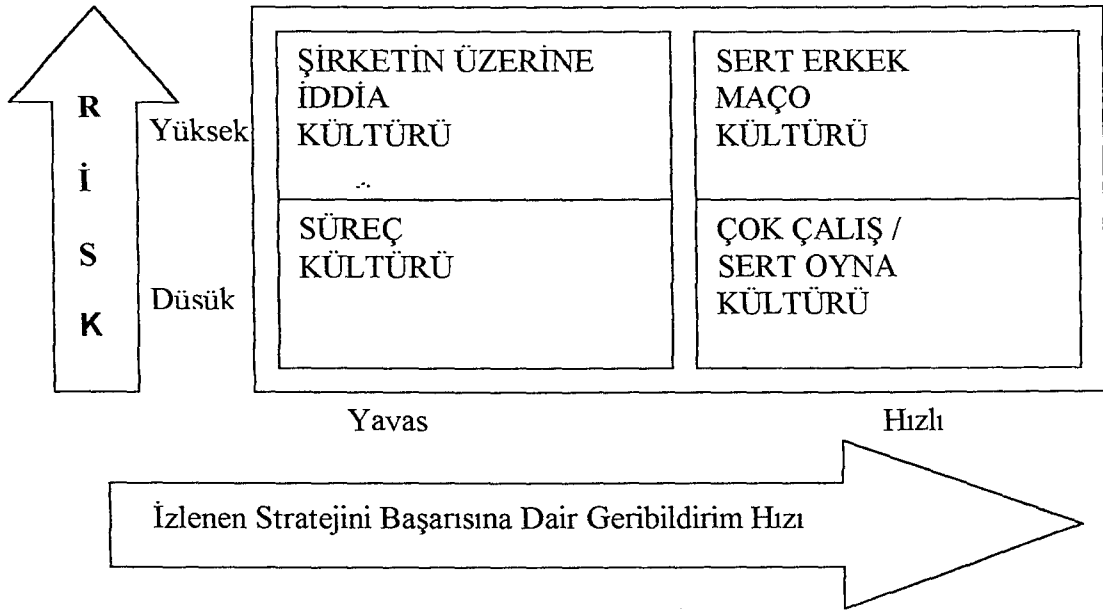 ŞİRKETİN ÜZERİNE
İDDİA
KÜLTÜRÜ
SERT ERKEK
MAÇO
KÜLTÜRÜ
R
İ
S
K
Yüksek
Düsük
SÜREÇ
KÜLTÜRÜ
ÇOK ÇALIŞ /
SERT OYNA
KÜLTÜRÜ
Yavas
Hızlı
İzlenen Stratejini Başarısına Dair Geribildirim Hızı